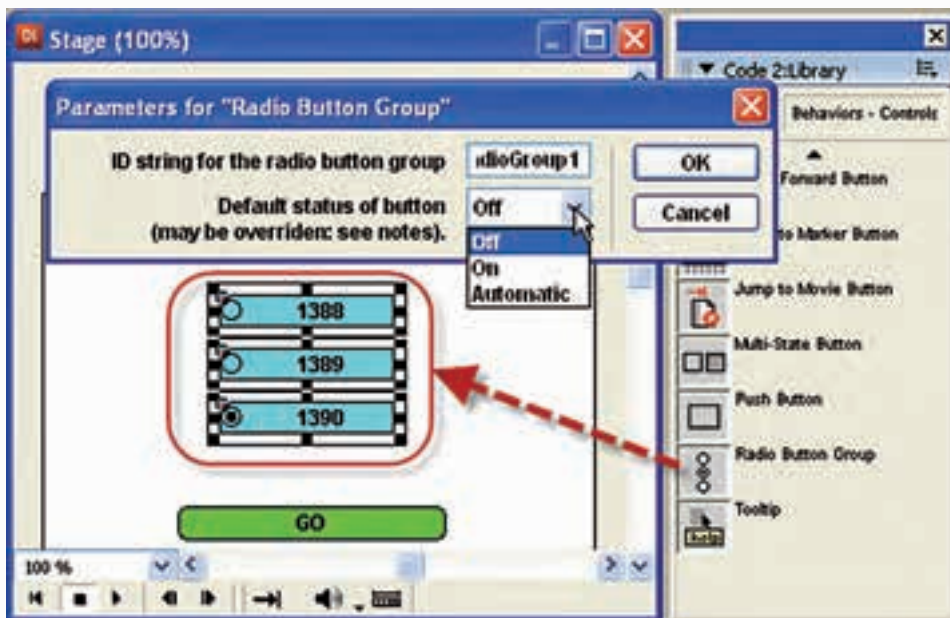 Stage (100%)
Parameters for "Radio Button Group"
ID string for the radio button group
dioGroup1
OK
Default status of button
(may be overriden: see notes).
Off
Cancel
Off
On
Automatic
1388
1389
1390
GO
100 %
Code 2:Library
Behaviors - Controls
Forward Button
to Marker Button
Jump to Movie Button
Multi-State Button
Push Button
Radio Button Group
Tooltip
help